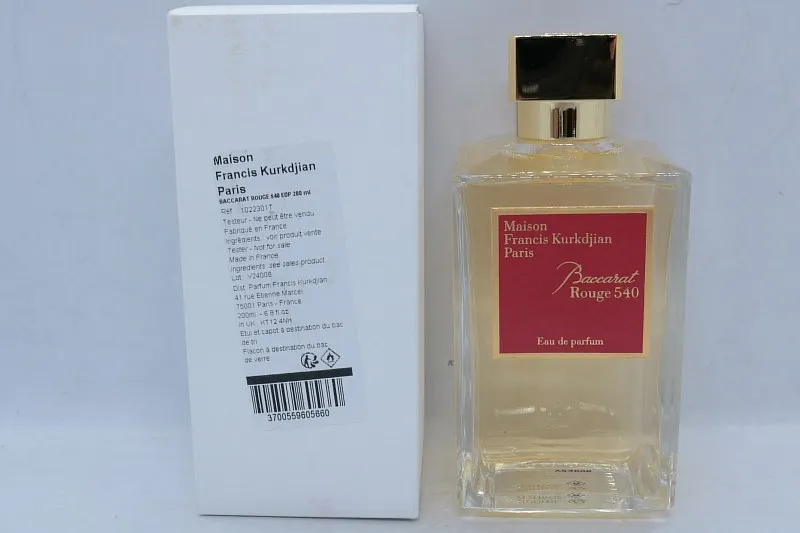 Maison
Francis Kurkdjian
Paris
BACCARAT ROUGE 540 EDP 200 ml
Réf : 1022301T
Testeur - Ne peut être vendu
Fabriqué en France
Ingrédients : voir produit vente
Tester - Not for sale
Made in France
Ingredients : see sales product
Lot : Y24008
Dist. Parfum Francis Kurkdjian
41 rue Etienne Marcel
75001 Paris - France
200ml - 6.8 fl.oz
in UK : KT12 4NH
Etui et capot à destination du bac
de tri
Flacon à destination du bac
de verre
3700559605660
Maison
Francis Kurkdjian
Paris
Baccarat
Rouge 540
Eau de parfum